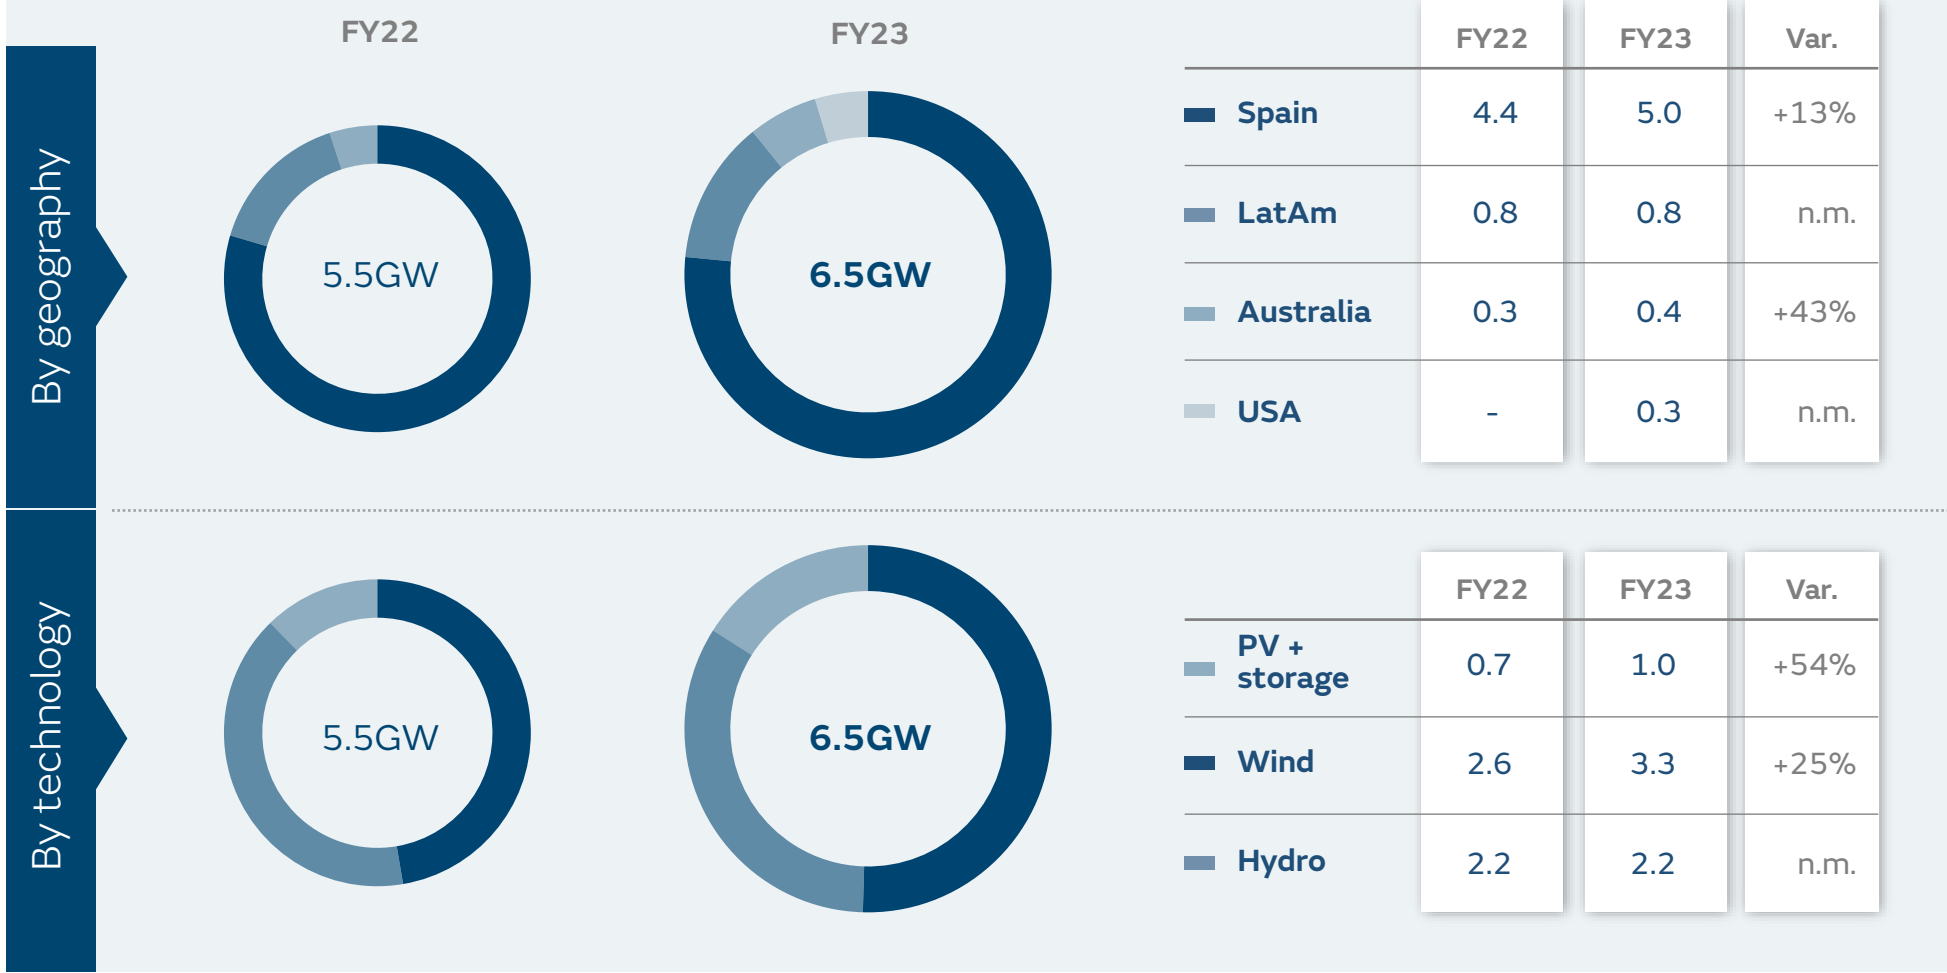 FY22
FY23
By geography
5.5GW
6.5GW
FY22 FY23 Var.
Spain 4.4 5.0 +13%
LatAm 0.8 0.8 n.m.
Australia 0.3 0.4 +43%
USA - 0.3 n.m.
By technology
5.5GW
6.5GW
FY22 FY23 Var.
PV +
storage 0.7 1.0 +54%
Wind 2.6 3.3 +25%
Hydro 2.2 2.2 n.m.